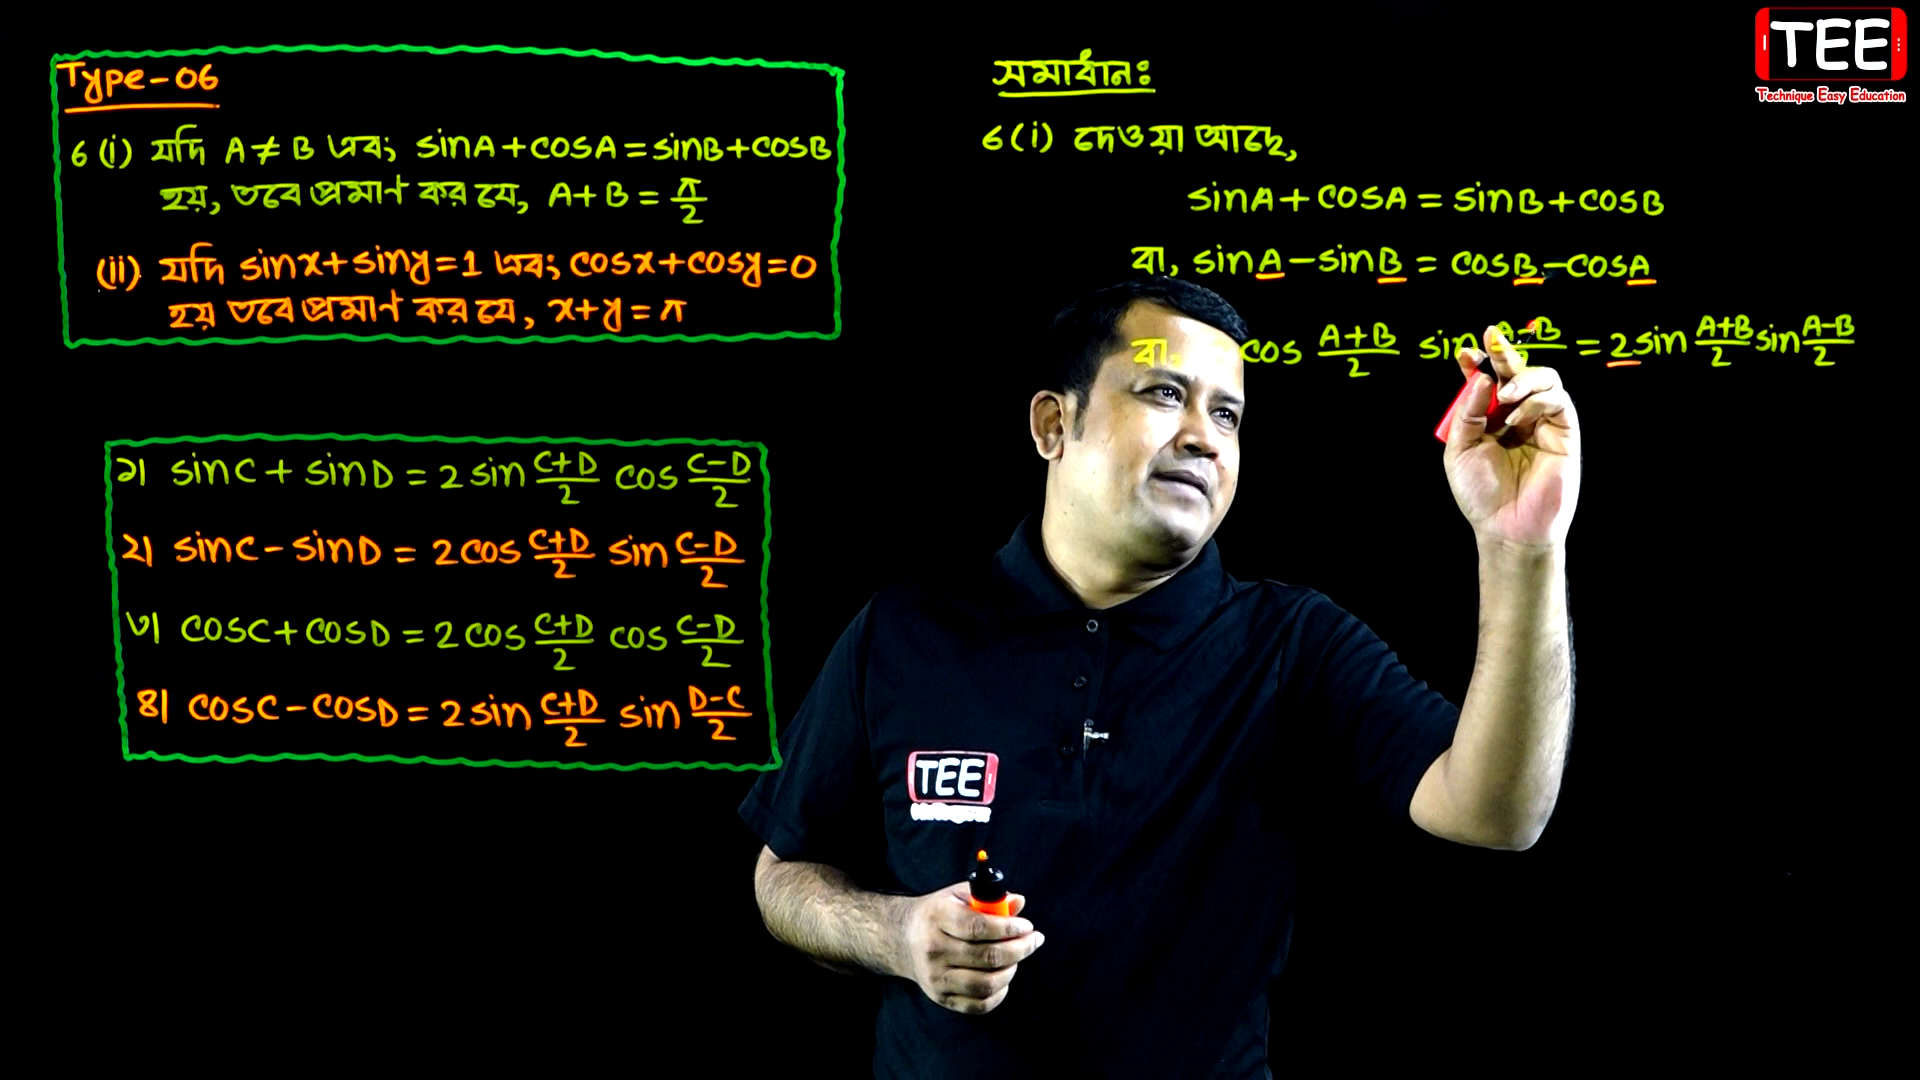 Type-06
6 (i) যদি A ≠ B এবং sinA+cosA=sinB+cosB
হয়, তবে প্রমাণ কর যে, A+B = π/2
(ii) যদি sinx+siny=1 এবং cosx+cosy=0
হয় তবে প্রমাণ কর যে, x+y=π
১। sinC + sinD = 2 sin (C+D)/2 cos (C-D)/2
২। sinC - sinD = 2cos (C+D)/2 sin (C-D)/2
৩। cosC+cosD = 2 cos (C+D)/2 cos (C-D)/2
৪। cosC-cosD = 2 sin (C+D)/2 sin (D-C)/2
সমাধানঃ
6 (i) দেওয়া আছে,
sinA+cosA = sinB+cosB
বা, sinA-sinB = cosB-cosA
বা, cos (A+B)/2 sin (A-B) = 2sin (A+B)/2 sin (A-B)/2
TEE
Technique Easy Education
TEE